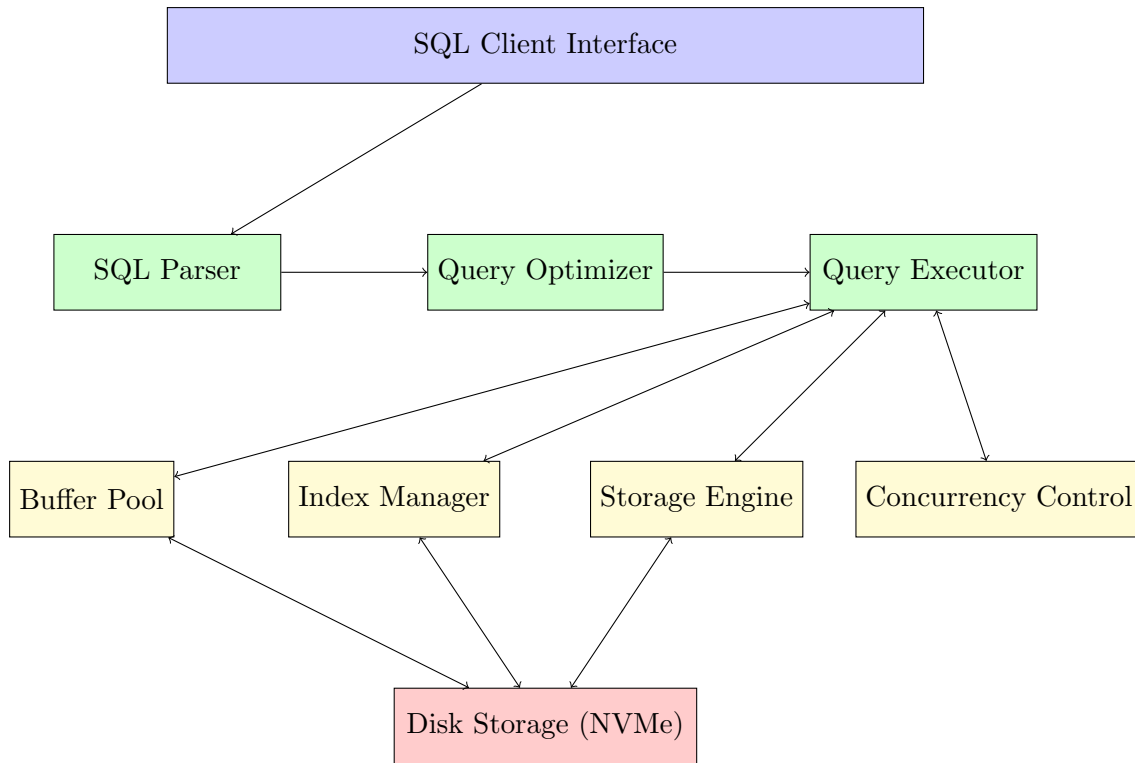 SQL Client Interface
SQL Parser
Query Optimizer
Query Executor
Buffer Pool
Index Manager
Storage Engine
Concurrency Control
Disk Storage (NVMe)